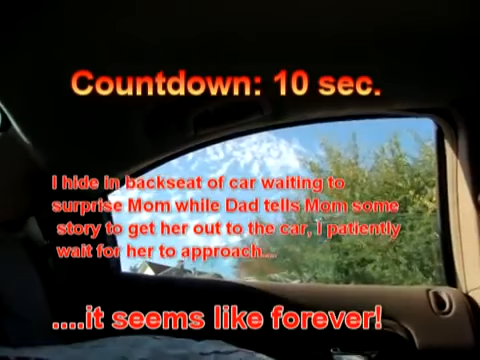 Countdown: 10 sec.
I hide in backseat of car waiting to
surprise Mom while Dad tells Mom some
story to get her out to the car, I patiently
wait for her to approach...
....it seems like forever!